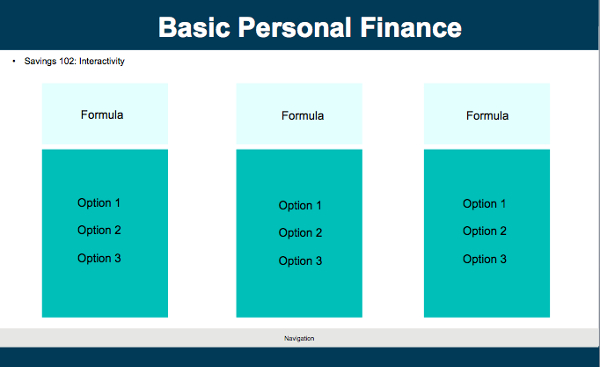 Basic Personal Finance
• Savings 102: Interactivity
Formula
Option 1
Option 2
Option 3
Formula
Option 1
Option 2
Option 3
Formula
Option 1
Option 2
Option 3
Navigation